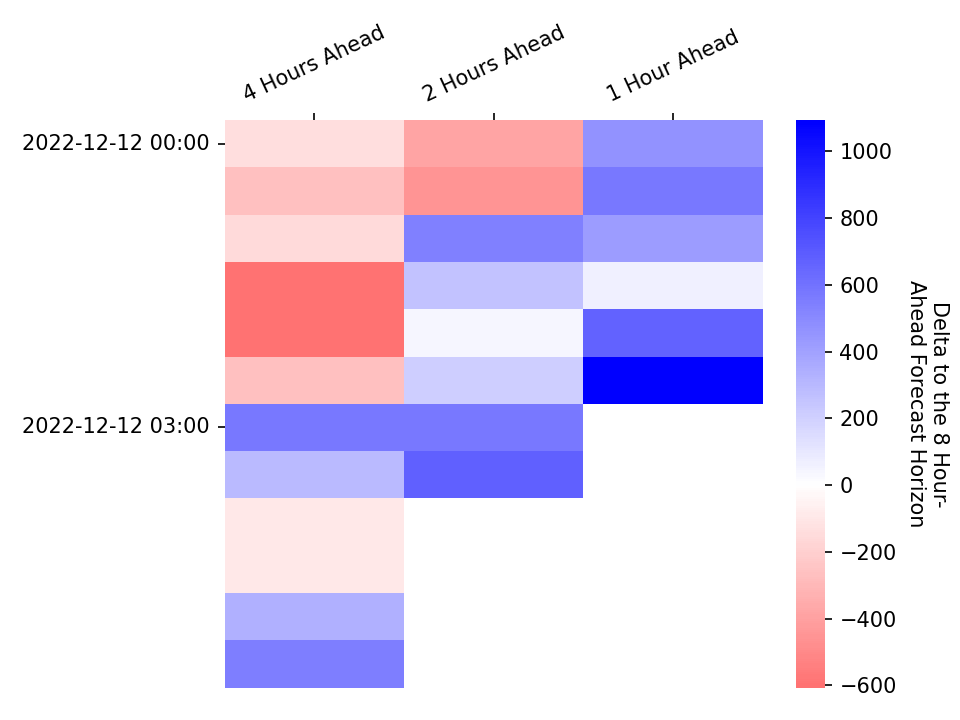 4 Hours Ahead
2 Hours Ahead
1 Hour Ahead
2022-12-12 00:00
2022-12-12 03:00
1000
800
600
400
200
0
−200
−400
−600
Delta to the 8 Hour-
Ahead Forecast Horizon